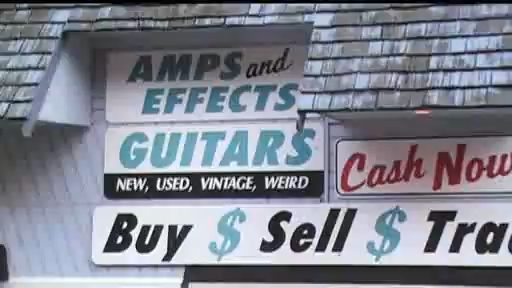 AMPS and
EFFECTS
GUITARS
NEW, USED, VINTAGE, WEIRD
Cash Now
Buy $ Sell $ Tra